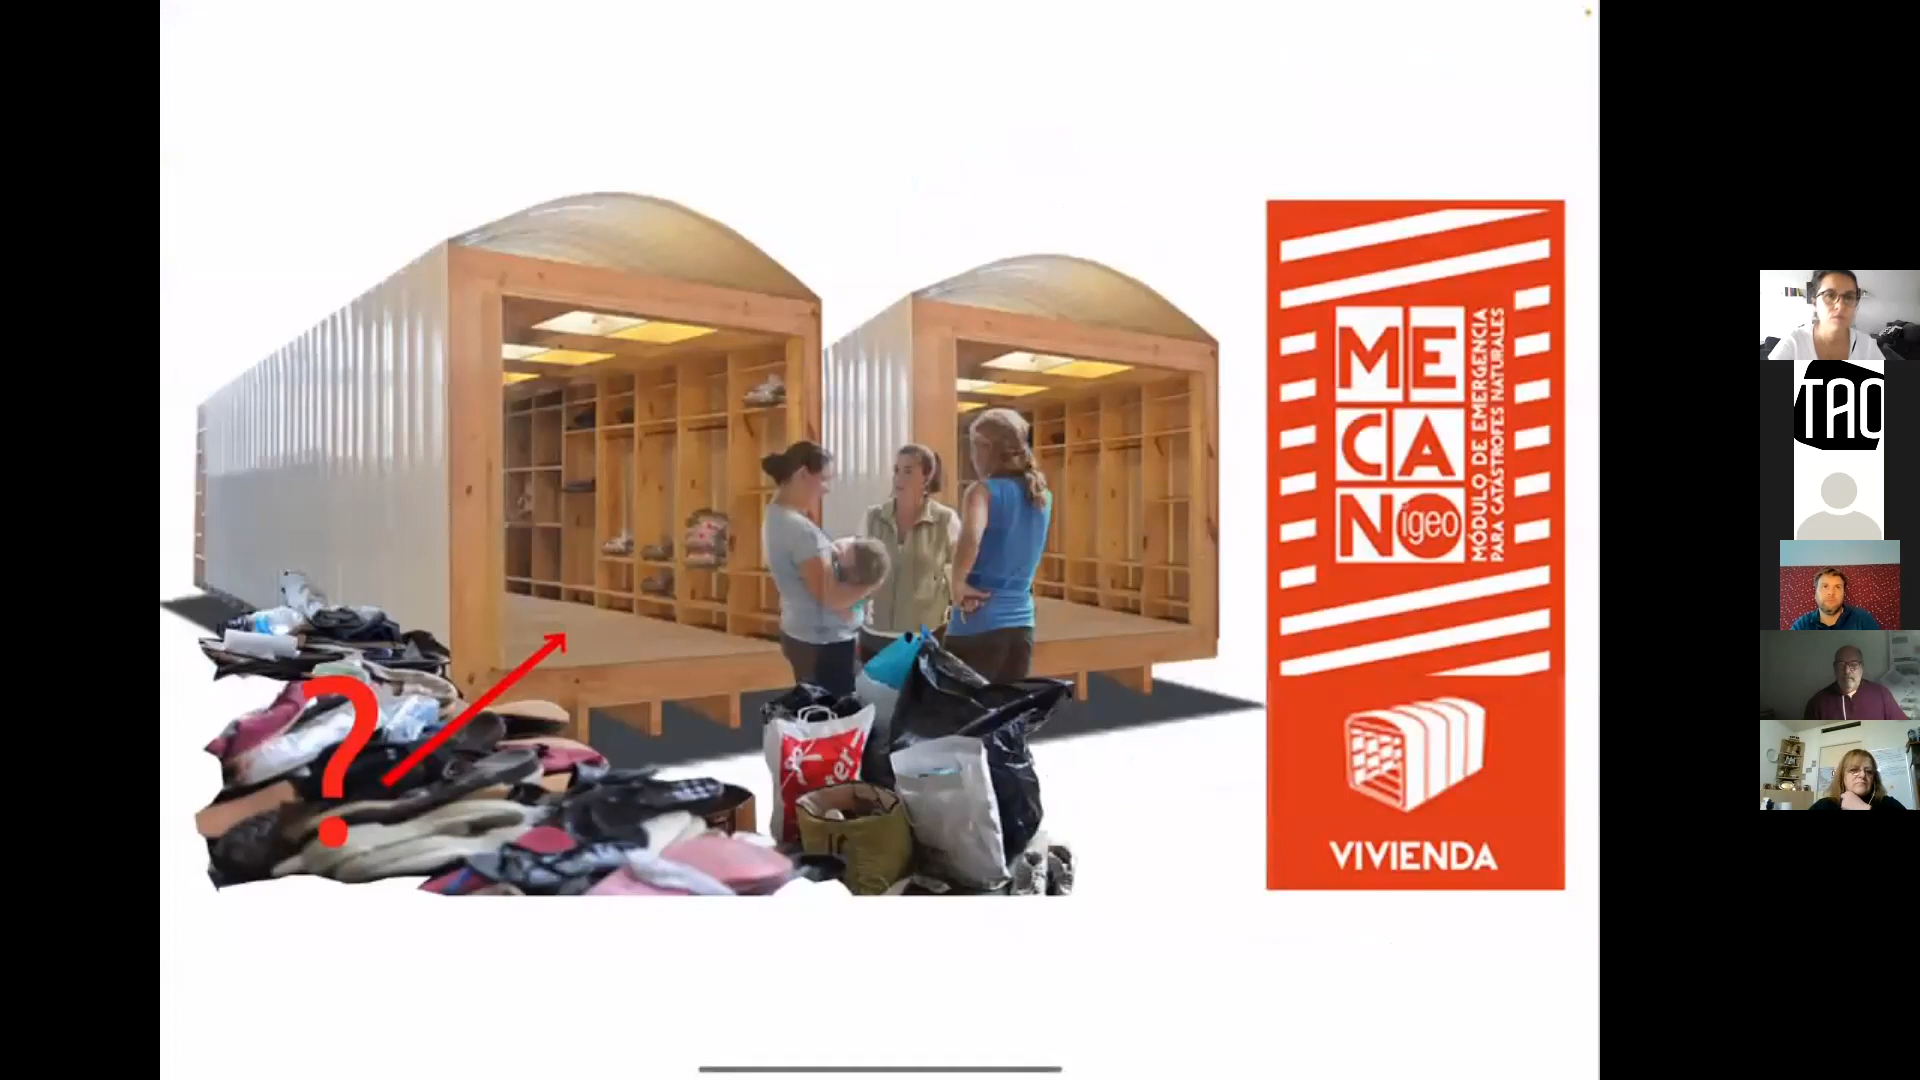 ?
ME
CA
NO
igeo
MÓDULO DE EMERGENCIA
PARA CATÁSTROFES NATURALES
VIVIENDA
TAO